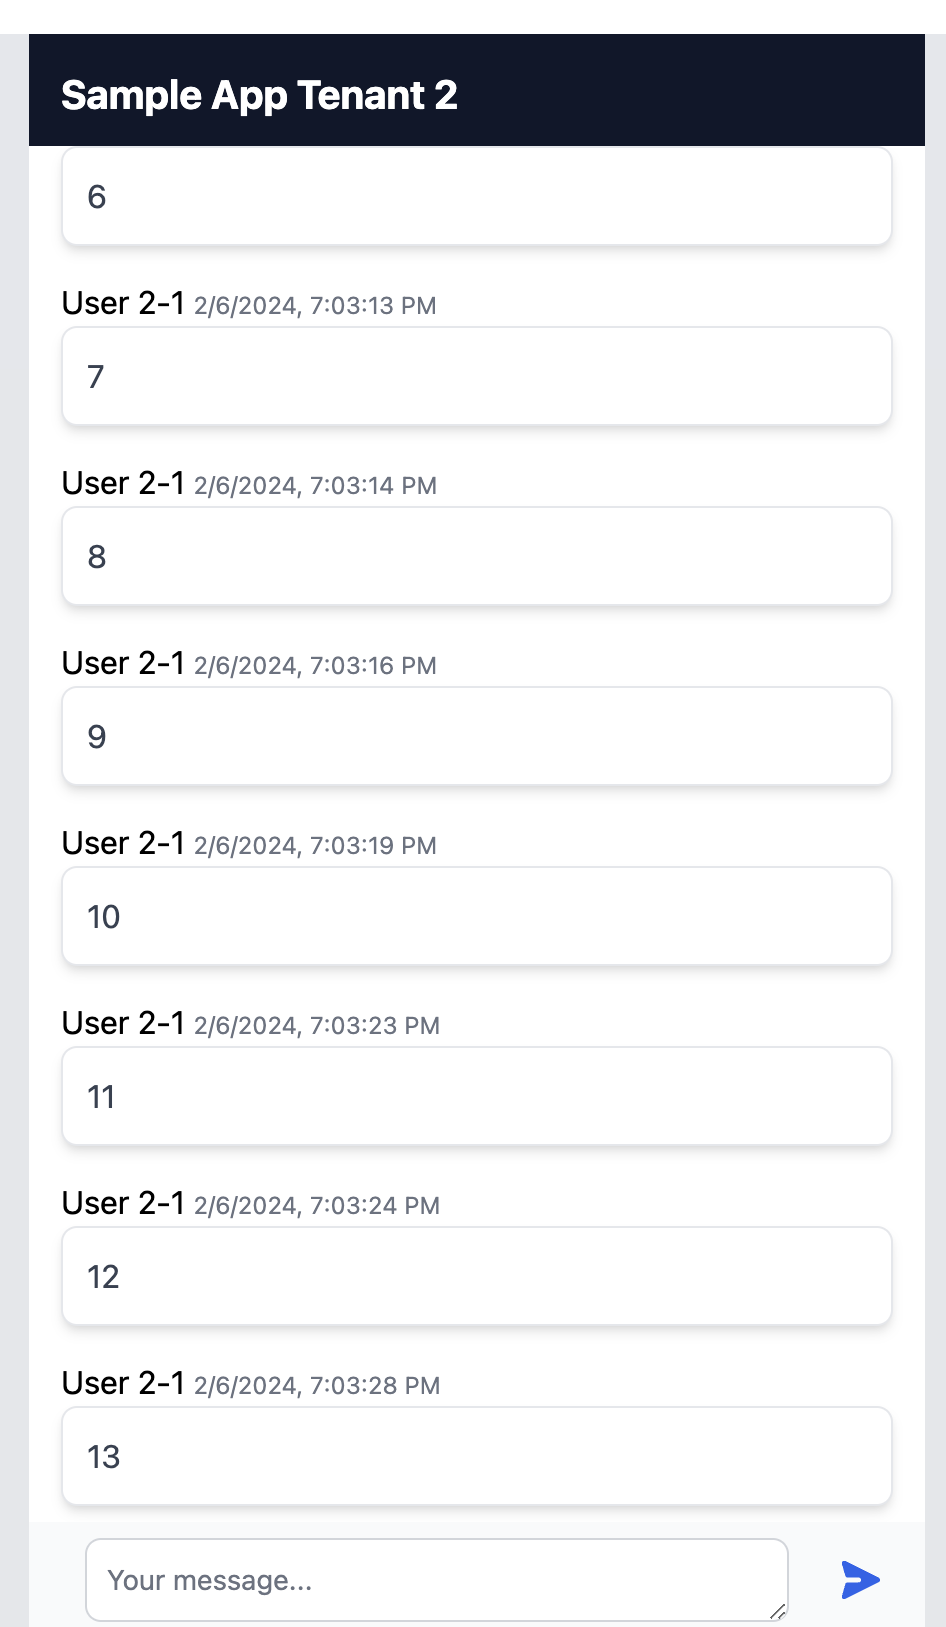 Sample App Tenant 2
6
User 2-1 2/6/2024, 7:03:13 PM
7
User 2-1 2/6/2024, 7:03:14 PM
8
User 2-1 2/6/2024, 7:03:16 PM
9
User 2-1 2/6/2024, 7:03:19 PM
10
User 2-1 2/6/2024, 7:03:23 PM
11
User 2-1 2/6/2024, 7:03:24 PM
12
User 2-1 2/6/2024, 7:03:28 PM
13
Your message...